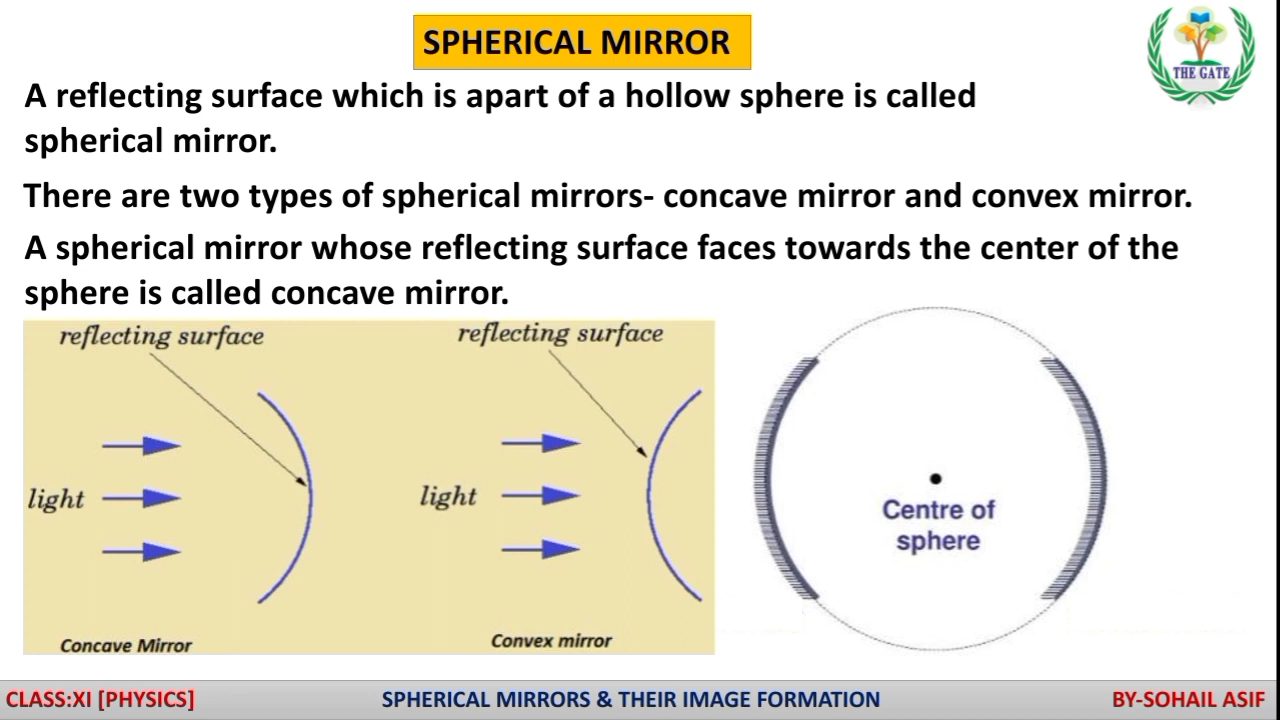 SPHERICAL MIRROR
THE GATE
A reflecting surface which is apart of a hollow sphere is called
spherical mirror.
There are two types of spherical mirrors- concave mirror and convex mirror.
A spherical mirror whose reflecting surface faces towards the center of the
sphere is called concave mirror.
reflecting surface
reflecting surface
light
light
Centre of
sphere
Concave Mirror
Convex mirror
CLASS:XI [PHYSICS]
SPHERICAL MIRRORS & THEIR IMAGE FORMATION
BY-SOHAIL ASIF